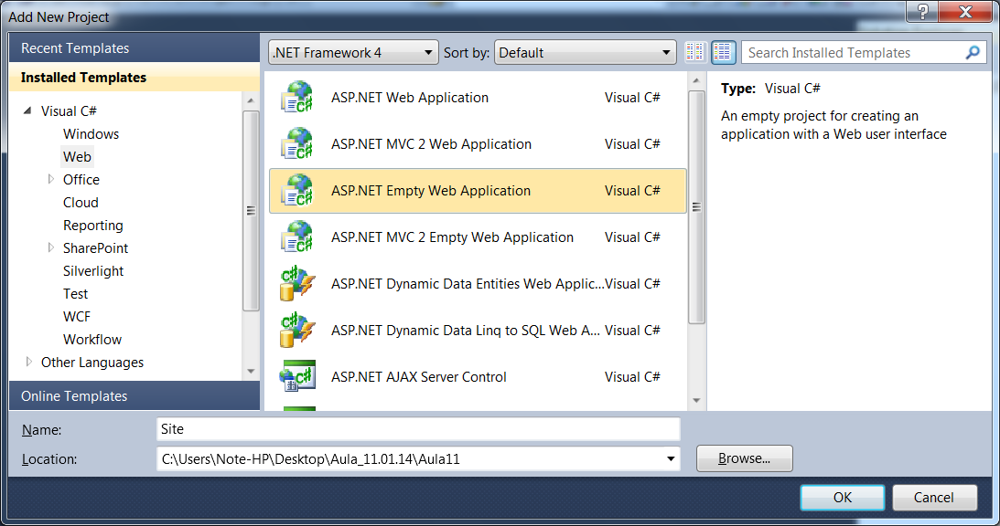 Add New Project
Recent Templates
Installed Templates
Visual C#
Windows
Web
Office
Cloud
Reporting
SharePoint
Silverlight
Test
WCF
Workflow
Other Languages
Online Templates
.NET Framework 4 Sort by: Default Search Installed Templates
ASP.NET Web Application Visual C#
ASP.NET MVC 2 Web Application Visual C#
ASP.NET Empty Web Application Visual C#
ASP.NET MVC 2 Empty Web Application Visual C#
ASP.NET Dynamic Data Entities Web Applic... Visual C#
ASP.NET Dynamic Data Linq to SQL Web A... Visual C#
ASP.NET AJAX Server Control Visual C#
Type: Visual C#
An empty project for creating an
application with a Web user interface
Name: Site
Location: C:\Users\Note-HP\Desktop\Aula_11.01.14\Aula11 Browse...
OK Cancel